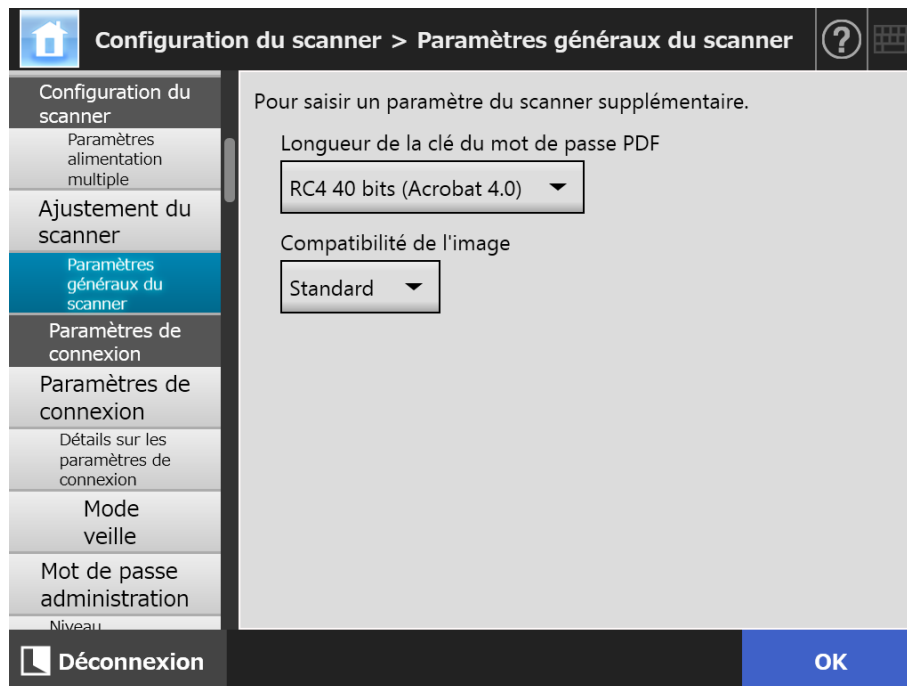 Configuration du scanner > Paramètres généraux du scanner
?
Configuration du
scanner
Paramètres
alimentation
multiple
Ajustement du
scanner
Paramètres
généraux du
scanner
Paramètres de
connexion
Paramètres de
connexion
Détails sur les
paramètres de
connexion
Mode
veille
Mot de passe
administration
Niveau
Pour saisir un paramètre du scanner supplémentaire.
Longueur de la clé du mot de passe PDF
RC4 40 bits (Acrobat 4.0)
Compatibilité de l'image
Standard
Déconnexion
OK